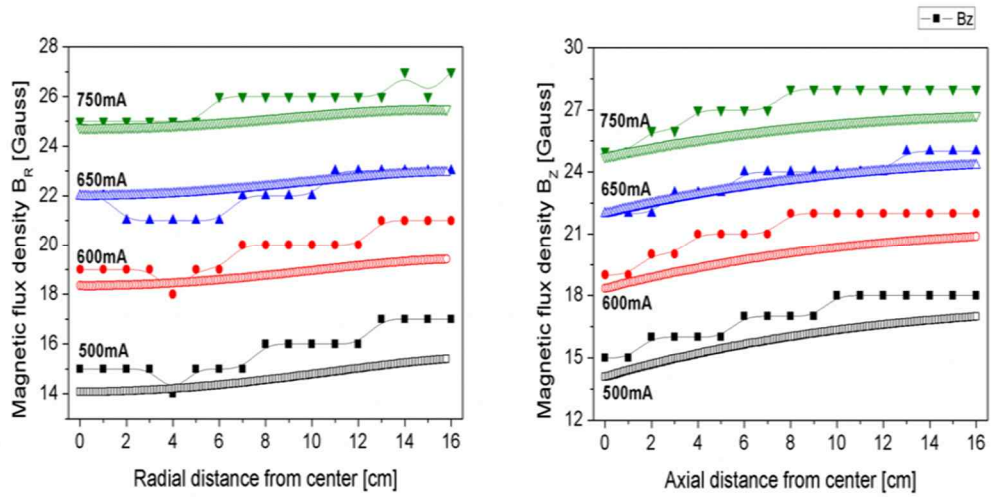 Bz
28
26
24
22
20
18
16
14
750mA
650mA
600mA
500mA
0 2 4 6 8 10 12 14 16
Magnetic flux density B_R [Gauss]
Radial distance from center [cm]
30
27
24
21
18
15
12
750mA
650mA
600mA
500mA
0 2 4 6 8 10 12 14 16
Magnetic flux density B_Z [Gauss]
Axial distance from center [cm]